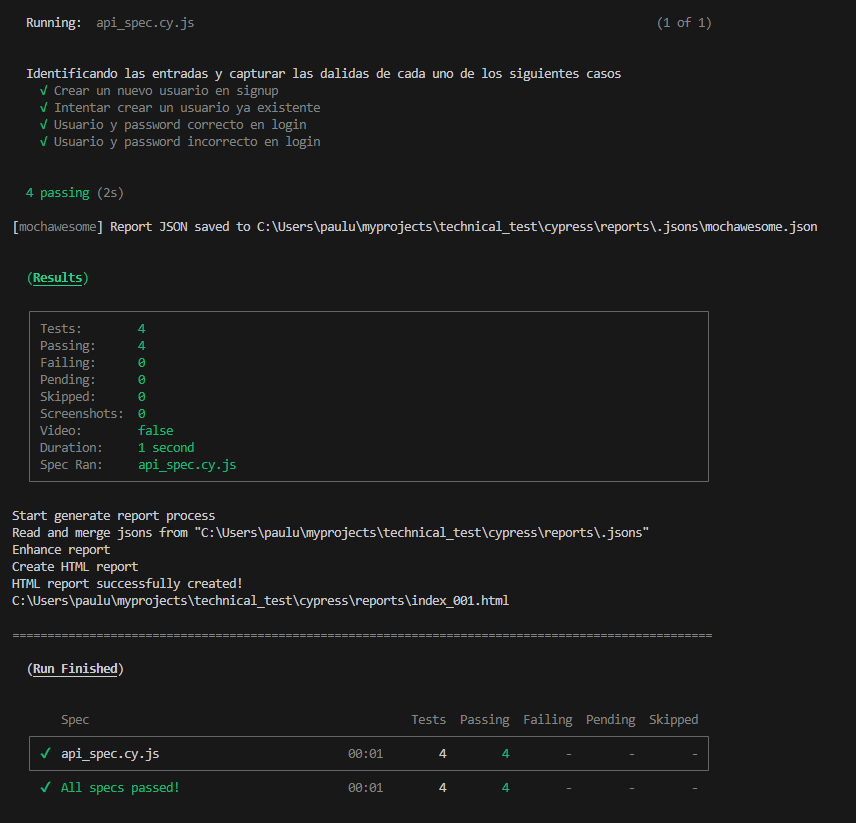 Running:  api_spec.cy.js (1 of 1)
Identificando las entradas y capturar las dalidas de cada uno de los siguientes casos
√ Crear un nuevo usuario en signup
√ Intentar crear un usuario ya existente
√ Usuario y password correcto en login
√ Usuario y password incorrecto en login
4 passing (2s)
[mochawesome] Report JSON saved to C:\Users\paulu\myprojects\technical_test\cypress\reports\.jsons\mochawesome.json
(Results)
Tests: 4
Passing: 4
Failing: 0
Pending: 0
Skipped: 0
Screenshots: 0
Video: false
Duration: 1 second
Spec Ran: api_spec.cy.js
Start generate report process
Read and merge jsons from "C:\Users\paulu\myprojects\technical_test\cypress\reports\.jsons"
Enhance report
Create HTML report
HTML report successfully created!
C:\Users\paulu\myprojects\technical_test\cypress\reports\index_001.html
====================================================================================================
(Run Finished)
Spec Tests Passing Failing Pending Skipped
✔ api_spec.cy.js 00:01 4 4 - - -
✔ All specs passed! 00:01 4 4 - - -